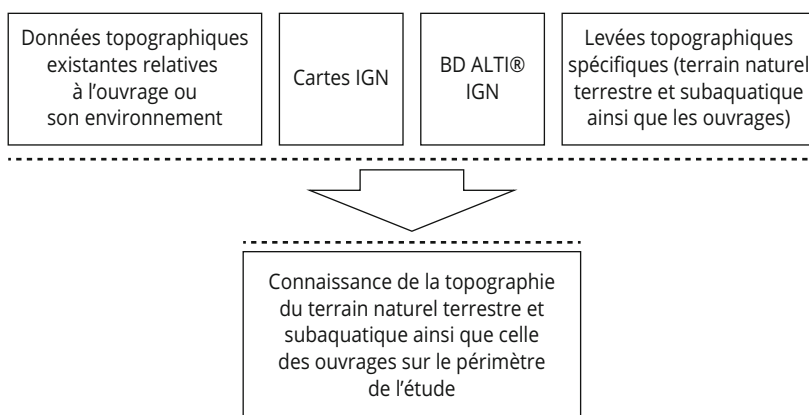 Données topographiques
existantes relatives
à l’ouvrage ou
son environnement
Cartes IGN
BD ALTI®
IGN
Levées topographiques
spécifiques (terrain naturel
terrestre et subaquatique
ainsi que les ouvrages)
Connaissance de la topographie
du terrain naturel terrestre et
subaquatique ainsi que celle
des ouvrages sur le périmètre
de l’étude